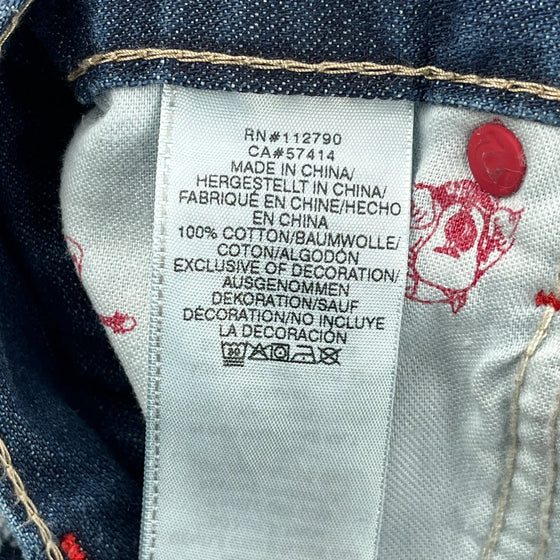 RN#112790
CA#57414
MADE IN CHINA/
HERGESTELLT IN CHINA/
FABRIQUÉ EN CHINE/HECHO
EN CHINA
100% COTTON/BAUMWOLLE/
COTON/ALGODÓN
EXCLUSIVE OF DECORATION/
AUSGENOMMEN
DEKORATION/SAUF
DÉCORATION/NO INCLUYE
LA DECORACIÓN
30